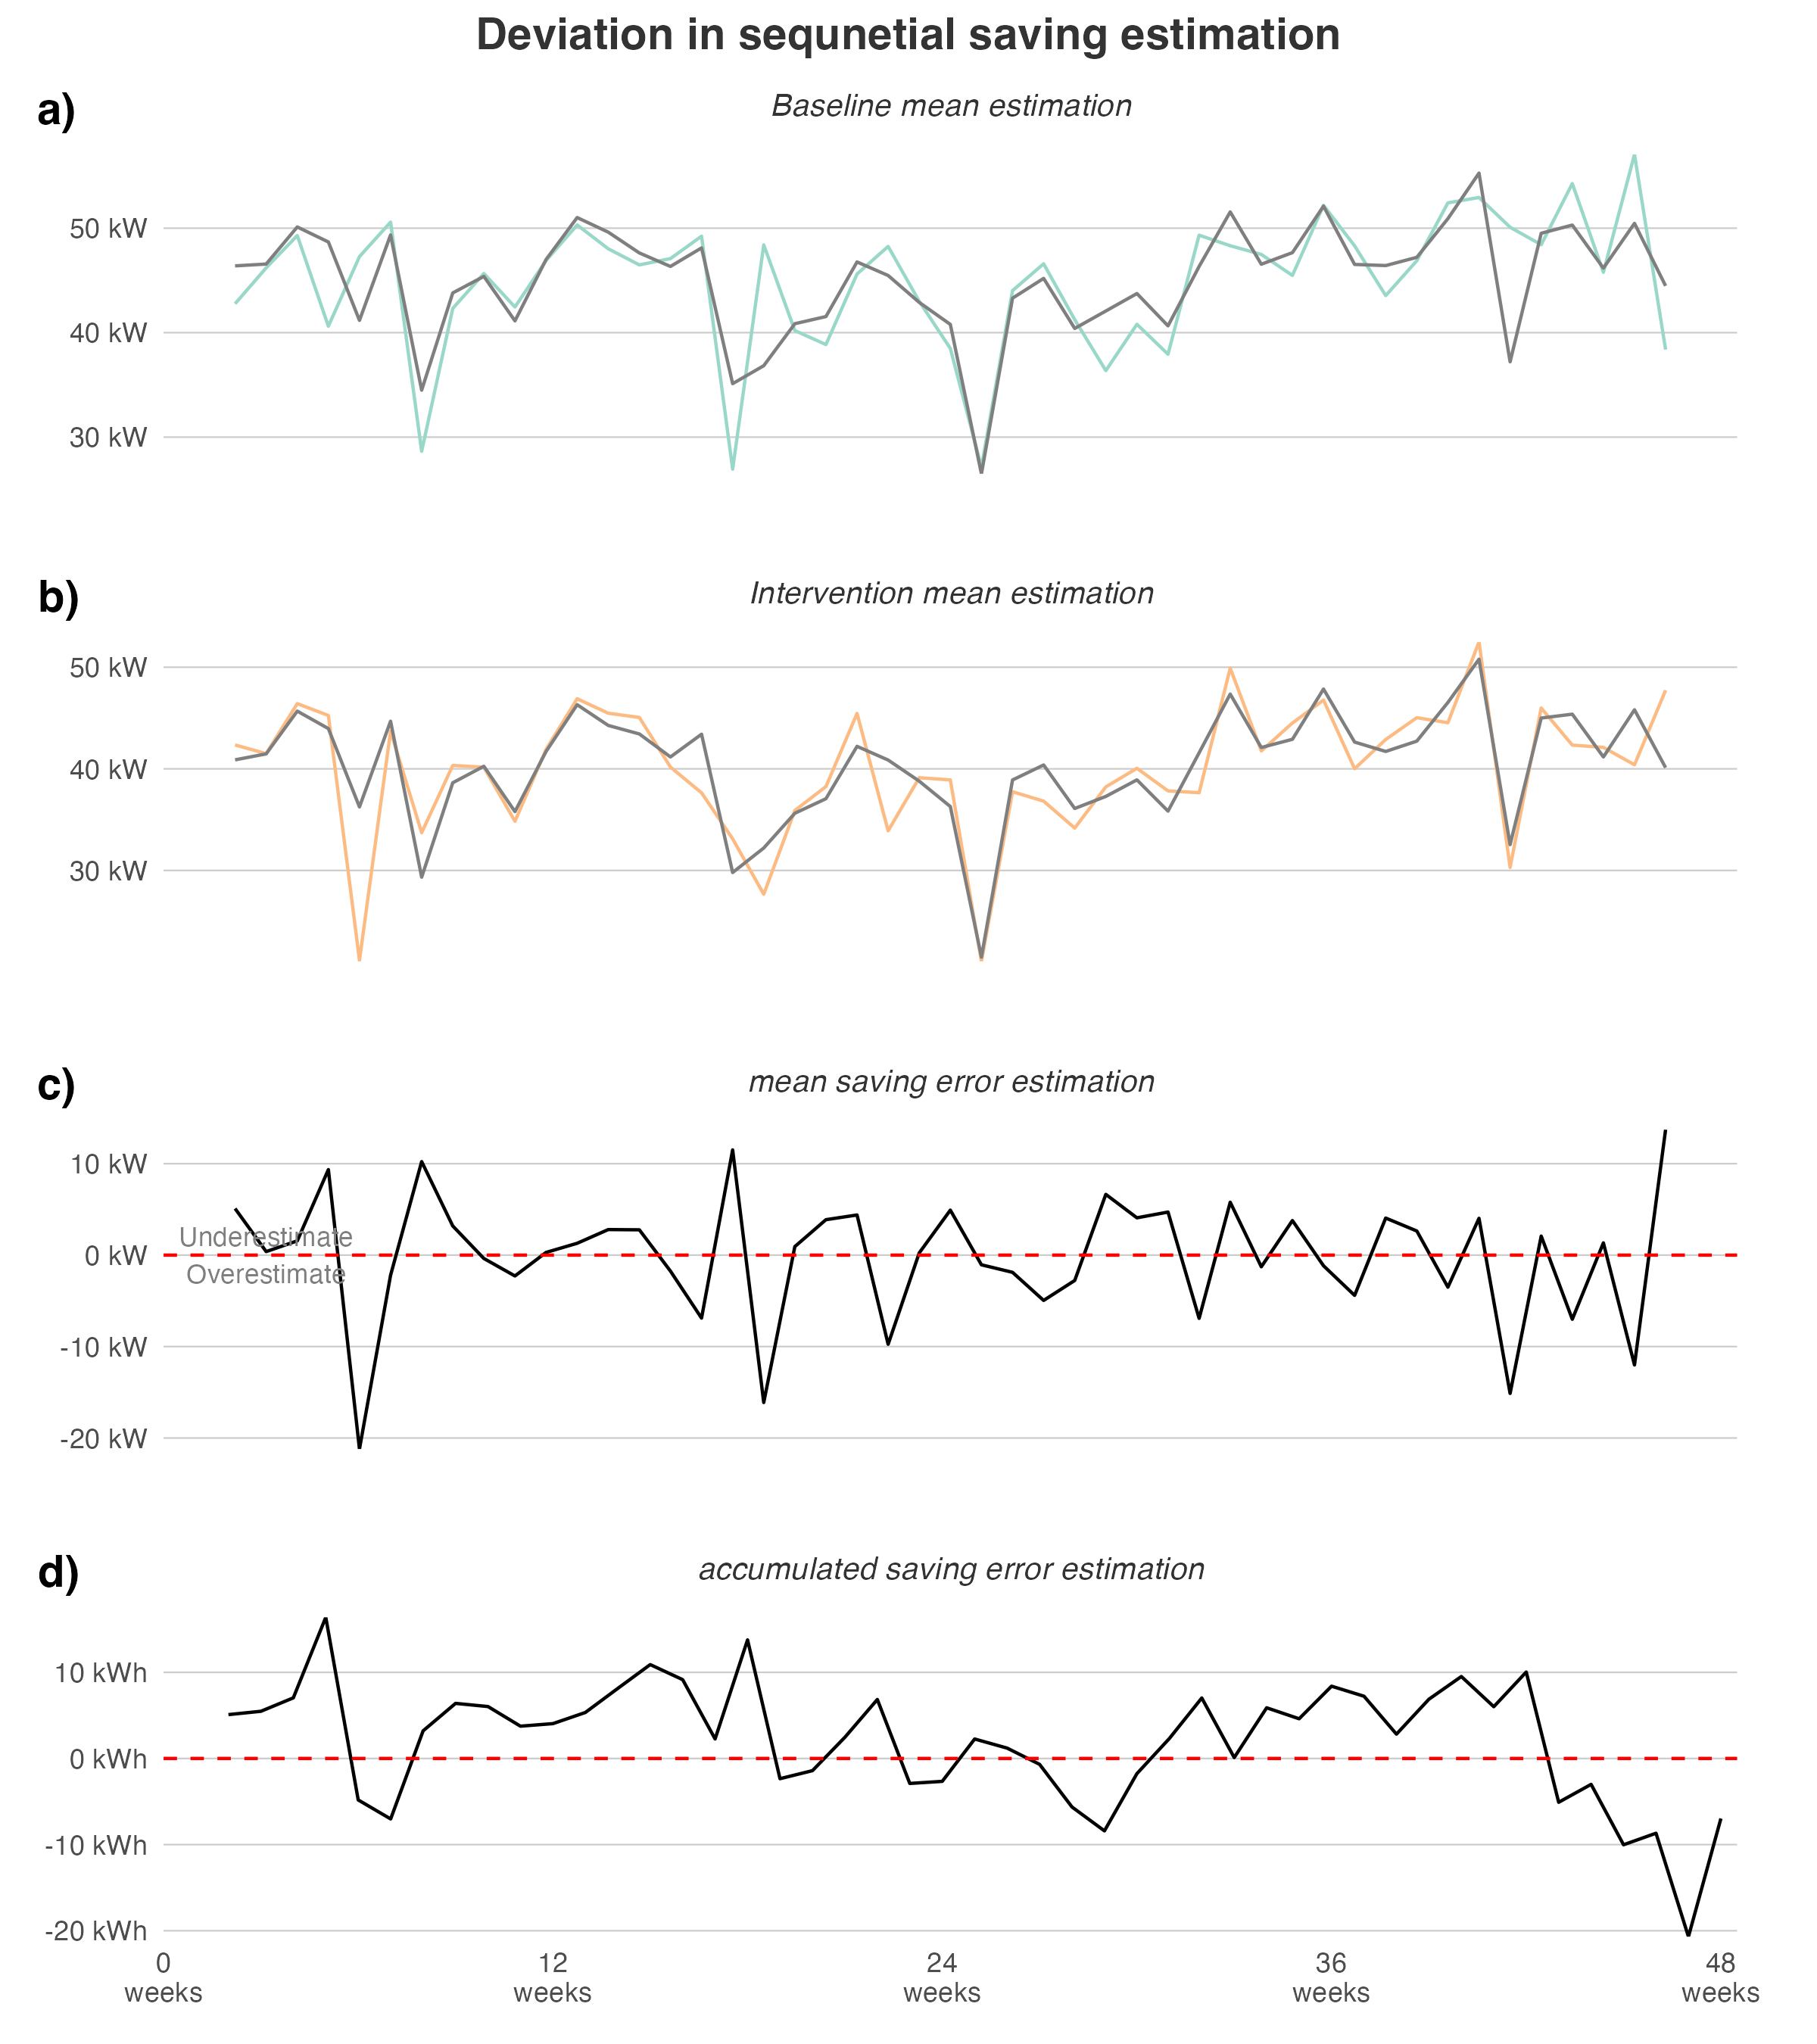 Deviation in sequnetial saving estimation
a)
Baseline mean estimation
50 kW
40 kW
30 kW
b)
Intervention mean estimation
50 kW
40 kW
30 kW
c)
mean saving error estimation
10 kW
Underestimate
0 kW
Overestimate
-10 kW
-20 kW
d)
accumulated saving error estimation
10 kWh
0 kWh
-10 kWh
-20 kWh
0 12 24 36 48
weeks weeks weeks weeks weeks